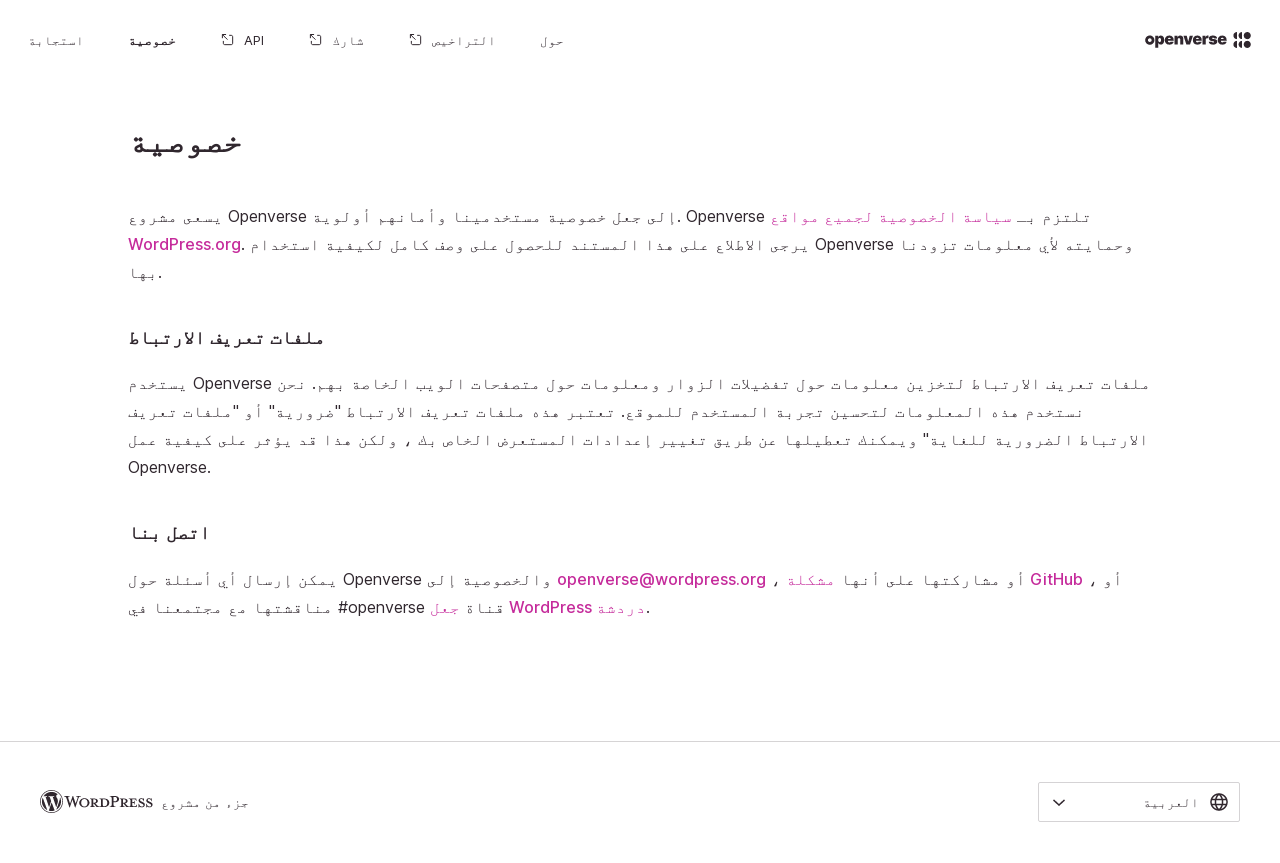 openverse
حول
التراخيص
شارك
API
خصوصية
استجابة
خصوصية
يسعى مشروع Openverse إلى جعل خصوصية مستخدمينا وأمانهم أولوية. Openverse تلتزم بـ سياسة الخصوصية لجميع مواقع
WordPress.org. يرجى الاطلاع على هذا المستند للحصول على وصف كامل لكيفية استخدام Openverse وحمايته لأي معلومات تزودنا
بها.
ملفات تعريف الارتباط
يستخدم Openverse ملفات تعريف الارتباط لتخزين معلومات حول تفضيلات الزوار ومعلومات حول متصفحات الويب الخاصة بهم. نحن
نستخدم هذه المعلومات لتحسين تجربة المستخدم للموقع. تعتبر هذه ملفات تعريف الارتباط "ضرورية" أو "ملفات تعريف
الارتباط الضرورية للغاية" ويمكنك تعطيلها عن طريق تغيير إعدادات المستعرض الخاص بك ، ولكن هذا قد يؤثر على كيفية عمل
Openverse.
اتصل بنا
يمكن إرسال أي أسئلة حول Openverse والخصوصية إلى openverse@wordpress.org ، أو مشاركتها على أنها مشكلة GitHub ، أو
مناقشتها مع مجتمعنا في #openverse قناة جعل WordPress دردشة.
جزء من مشروع WORDPRESS
العربية